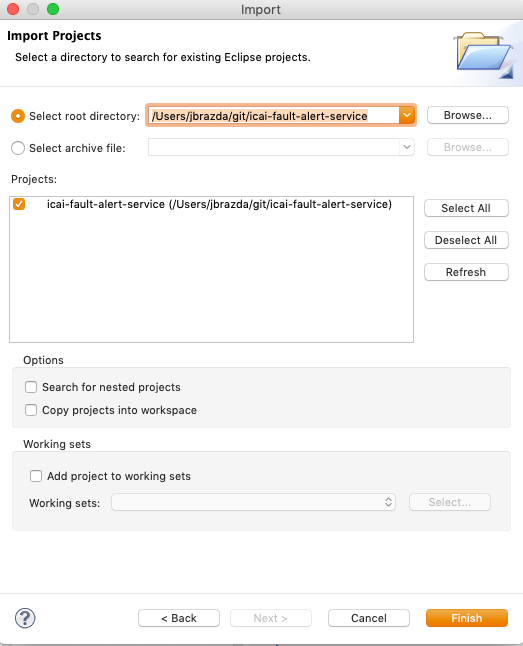 Import
Import Projects
Select a directory to search for existing Eclipse projects.
Select root directory: /Users/jbrazda/git/icai-fault-alert-service Browse...
Select archive file: Browse...
Projects:
icai-fault-alert-service (/Users/jbrazda/git/icai-fault-alert-service)
Select All
Deselect All
Refresh
Options
Search for nested projects
Copy projects into workspace
Working sets
Add project to working sets
Working sets: Select...
? < Back Next > Cancel Finish